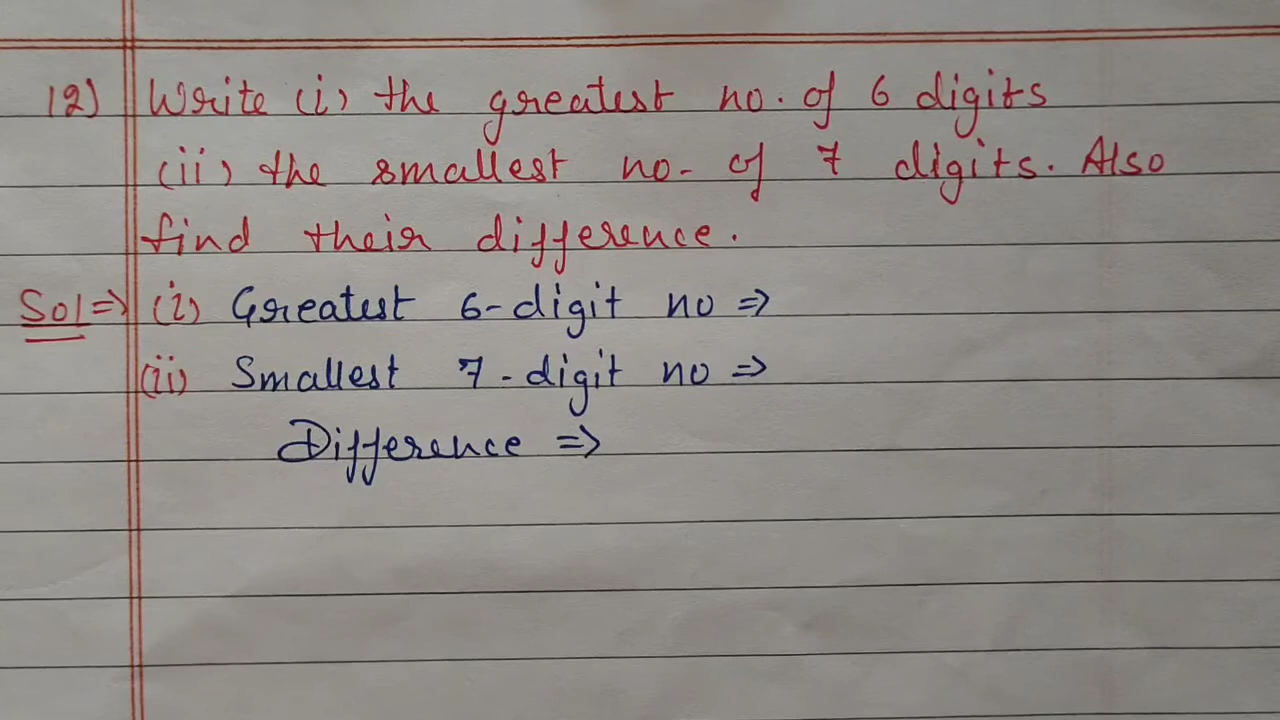 12) Write (i) the greatest no. of 6 digits
(ii) the smallest no. of 7 digits. Also
find their difference.
Sol ⇒ (i) Greatest 6-digit no ⇒
(ii) Smallest 7-digit no ⇒
Difference ⇒